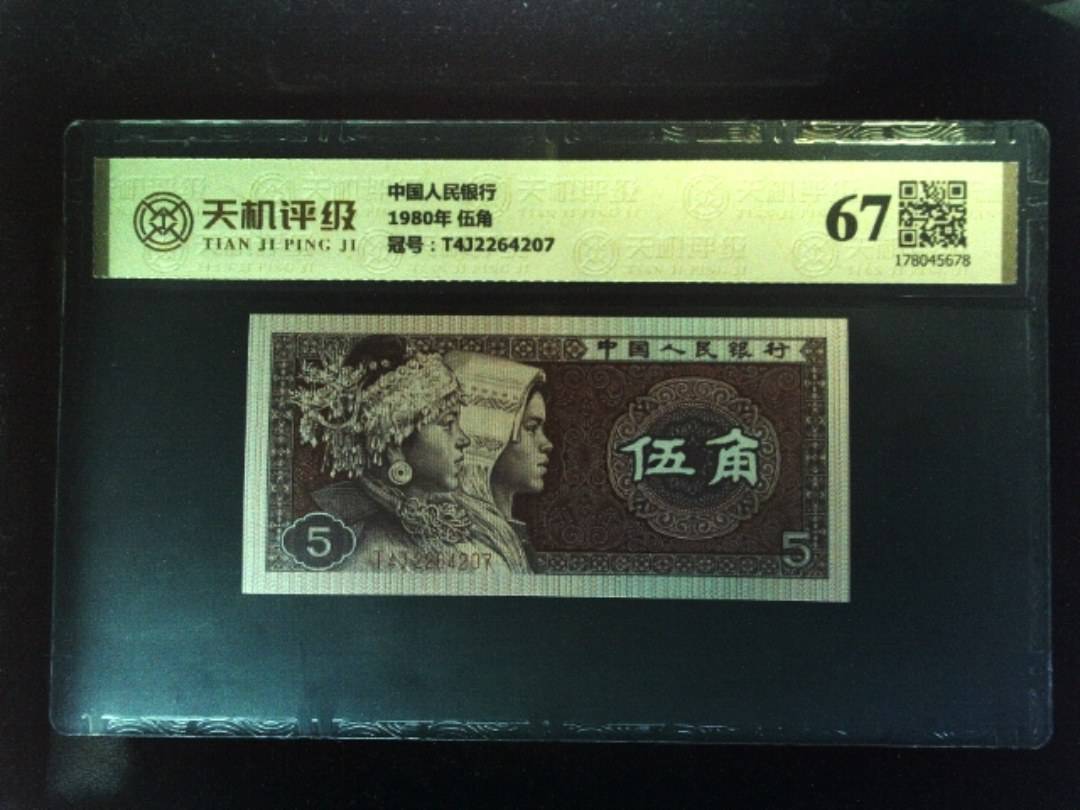 天机评级
TIAN JI PING JI
中国人民银行
1980年 伍角
冠号：T4J2264207
67
178045678
中国人民银行
伍角
5
T4J2264207
5